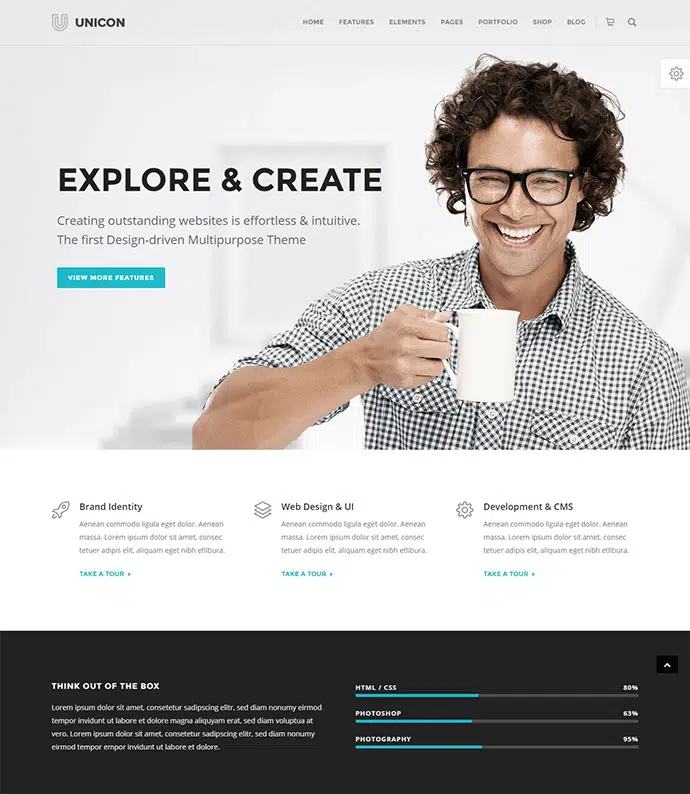 UNICON
HOME FEATURES ELEMENTS PAGES PORTFOLIO SHOP BLOG
EXPLORE & CREATE
Creating outstanding websites is effortless & intuitive.
The first Design-driven Multipurpose Theme
VIEW MORE FEATURES
Brand Identity
Aenean commodo ligula eget dolor. Aenean
massa. Lorem ipsum dolor sit amet, consec
tetuer adipis elit, aliquam eget nibh etlibura.
TAKE A TOUR
Web Design & UI
Aenean commodo ligula eget dolor. Aenean
massa. Lorem ipsum dolor sit amet, consec
tetuer adipis elit, aliquam eget nibh etlibura.
TAKE A TOUR
Development & CMS
Aenean commodo ligula eget dolor. Aenean
massa. Lorem ipsum dolor sit amet, consec
tetuer adipis elit, aliquam eget nibh etlibura.
TAKE A TOUR
THINK OUT OF THE BOX
Lorem ipsum dolor sit amet, consetetur sadipscing elitr, sed diam nonumy eirmod
tempor invidunt ut labore et dolore magna aliquyam erat, sed diam voluptua at
vero. Lorem ipsum dolor sit amet, consetetur sadipscing elitr, sed diam nonumy
eirmod tempor empor invidunt ut labore et dolore.
HTML / CSS 80%
PHOTOSHOP 63%
PHOTOGRAPHY 95%